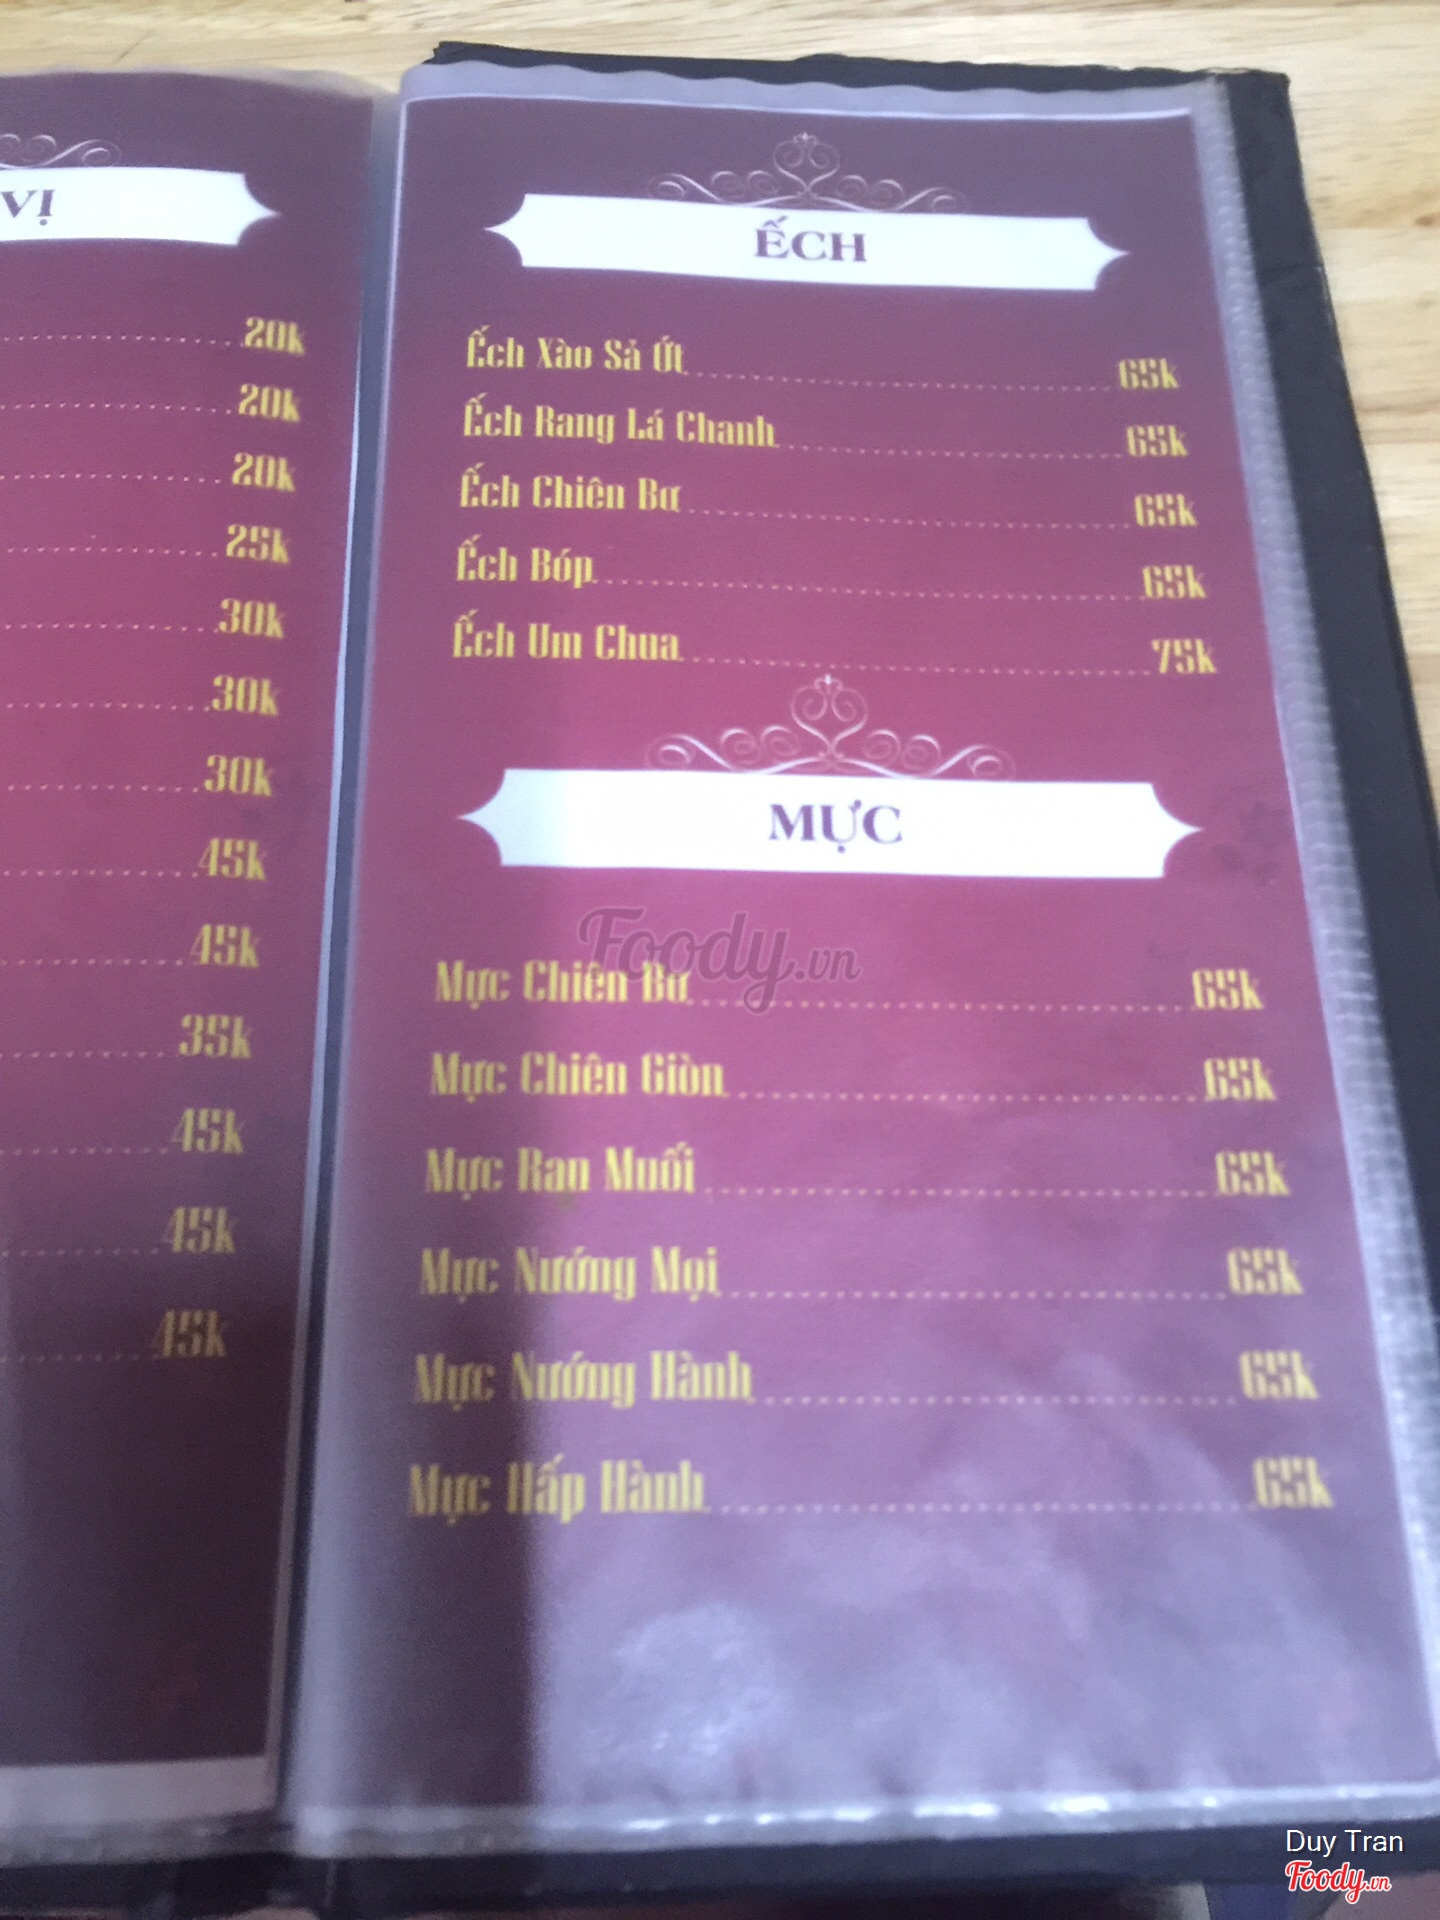 VỊ
20k
20k
20k
25k
30k
30k
30k
45k
45k
35k
45k
45k
45k
ẾCH
Ếch Xào Sả Ớt 65k
Ếch Rang Lá Chanh 65k
Ếch Chiên Bơ 65k
Ếch Bóp 65k
Ếch Um Chua 75k
MỰC
Foody.vn
Mực Chiên Bơ 65k
Mực Chiên Giòn 65k
Mực Ran Muối 65k
Mực Nướng Mọi 65k
Mực Nướng Hành 65k
Mực Hấp Hành 65k
Duy Tran
Foody.vn